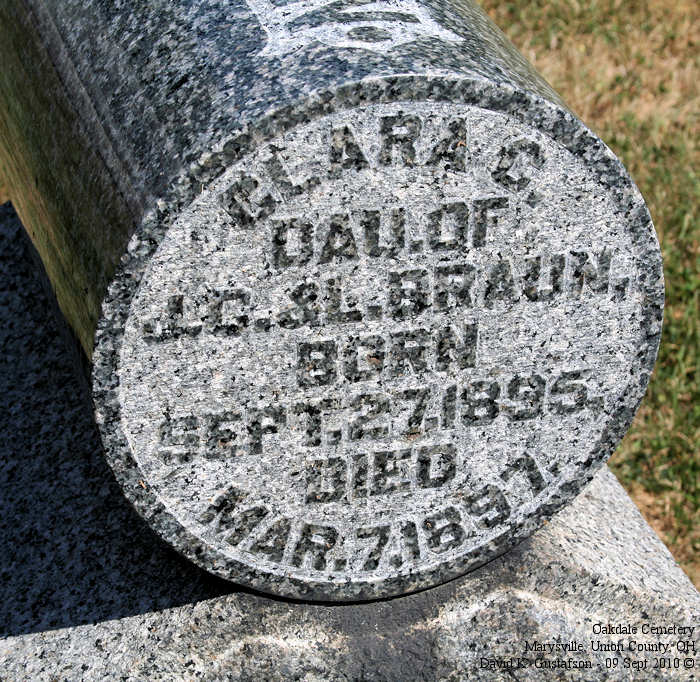 CLARA C.
DAU. OF
J.C. & L. BRAUN.
BORN
SEPT. 27, 1895.
DIED
MAR. 7, 1897.
Oakdale Cemetery
Marysville, Union County, OH
David K. Gustafson - 09 Sept 2010 ©